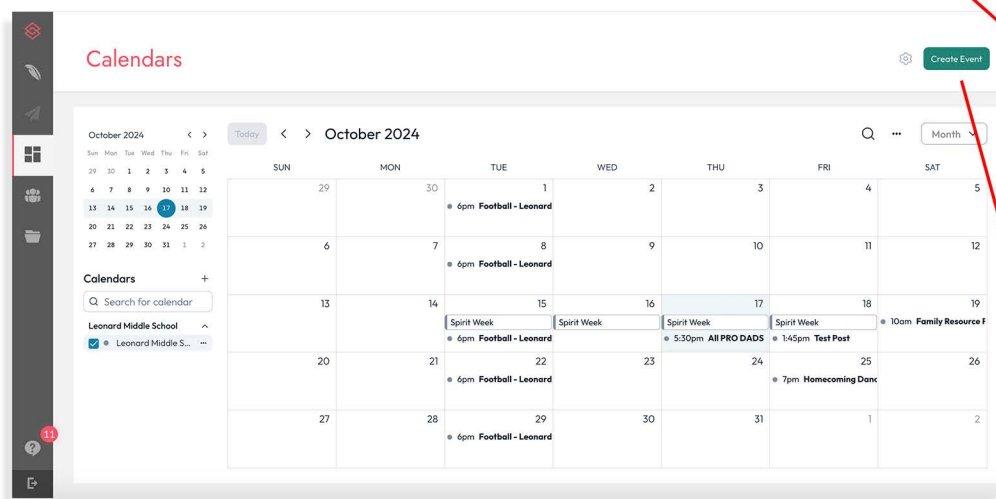 Calendars
Create Event
October 2024 < >
Sun Mon Tue Wed Thu Fri Sat
29 30 1 2 3 4 5
6 7 8 9 10 11 12
13 14 15 16 17 18 19
20 21 22 23 24 25 26
27 28 29 30 31 1 2
Calendars +
Search for calendar
Leonard Middle School
Leonard Middle S... ...
Today < > October 2024 ... Month
SUN MON TUE WED THU FRI SAT
29 30 1 2 3 4 5
6pm Football - Leonard
6 7 8 9 10 11 12
6pm Football - Leonard
13 14 15 16 17 18 19
Spirit Week Spirit Week Spirit Week Spirit Week 10am Family Resource F
6pm Football - Leonard 5:30pm All PRO DADS 1:45pm Test Post
20 21 22 23 24 25 26
6pm Football - Leonard 7pm Homecoming Danc
27 28 29 30 31 1 2
6pm Football - Leonard
11
?